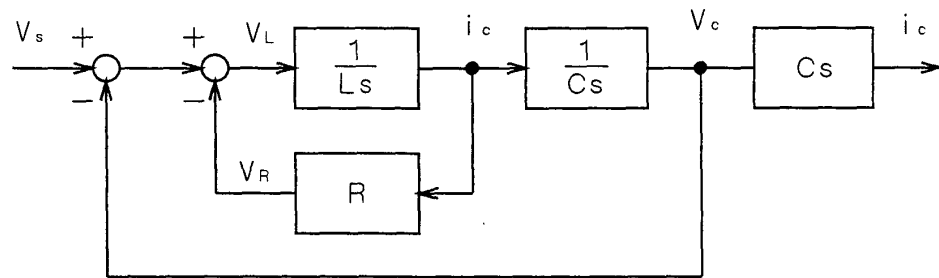 Vs + + VL 1/Ls ic 1/Cs Vc Cs ic
− −
VR R